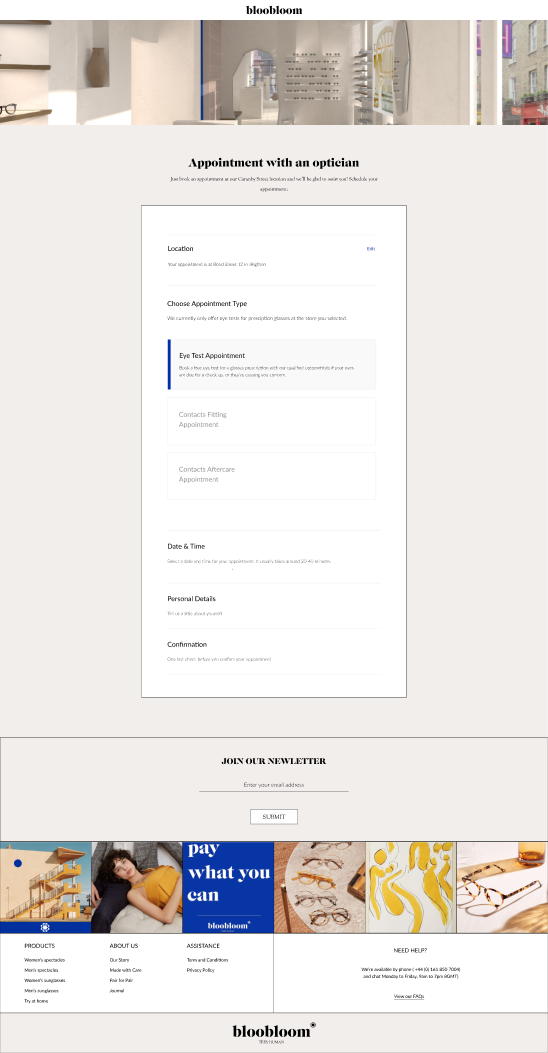 bloobloom
Appointment with an optician
Just book an appointment at our Carnaby Street location and we'll be glad to assist you! Schedule your
appointment:
Location
Edit
Your appointment is at Bond Street 12 in Brighton
Choose Appointment Type
We currently only offer eye tests for prescription glasses at the store you selected.
Eye Test Appointment
Book a free eye test for a glasses prescription with our qualified optometrists if your eyes
are due for a check up, or they're causing you concern.
Contacts Fitting
Appointment
Contacts Aftercare
Appointment
Date & Time
Select a date and time for your appointment. It usually takes around 20-40 minutes.
Personal Details
Tell us a little about yourself
Confirmation
One last check before you confirm your appointment
JOIN OUR NEWLETTER
Enter your email address
SUBMIT
pay
what you
can
bloobloom
PRODUCTS
Women's spectacles
Men's spectacles
Women's sunglasses
Men's sunglasses
Try at home
ABOUT US
Our Story
Made with Care
Pair for Pair
Journal
ASSISTANCE
Terms and Conditions
Privacy Policy
NEED HELP?
We're available by phone ( +44 (0) 161 850 7004)
and chat Monday to Friday, 9am to 7pm BGMT)
View our FAQs
bloobloom
TRES HUMAN